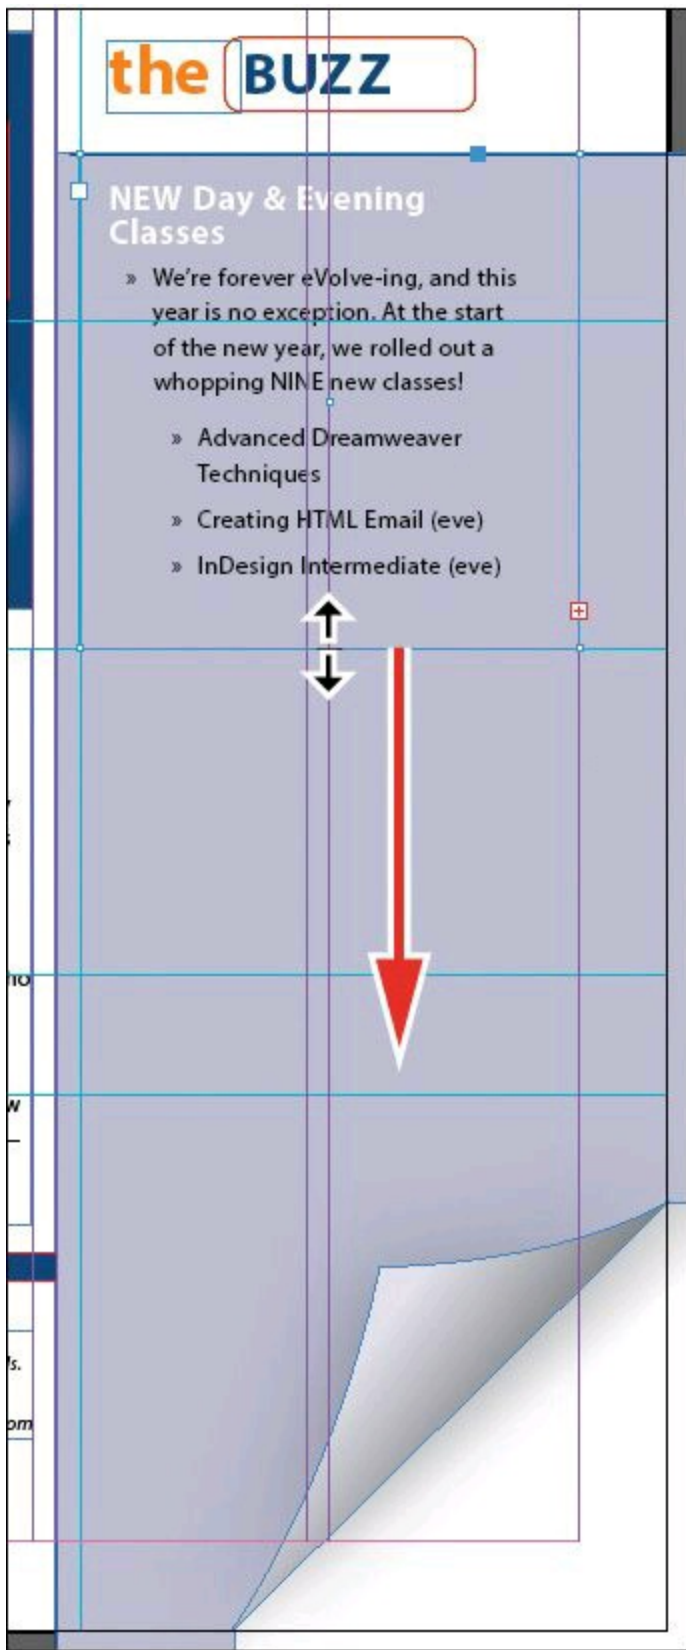 the BUZZ
NEW Day & Evening
Classes
» We're forever eVolve-ing, and this
year is no exception. At the start
of the new year, we rolled out a
whopping NINE new classes!
» Advanced Dreamweaver
Techniques
» Creating HTML Email (eve)
» InDesign Intermediate (eve)